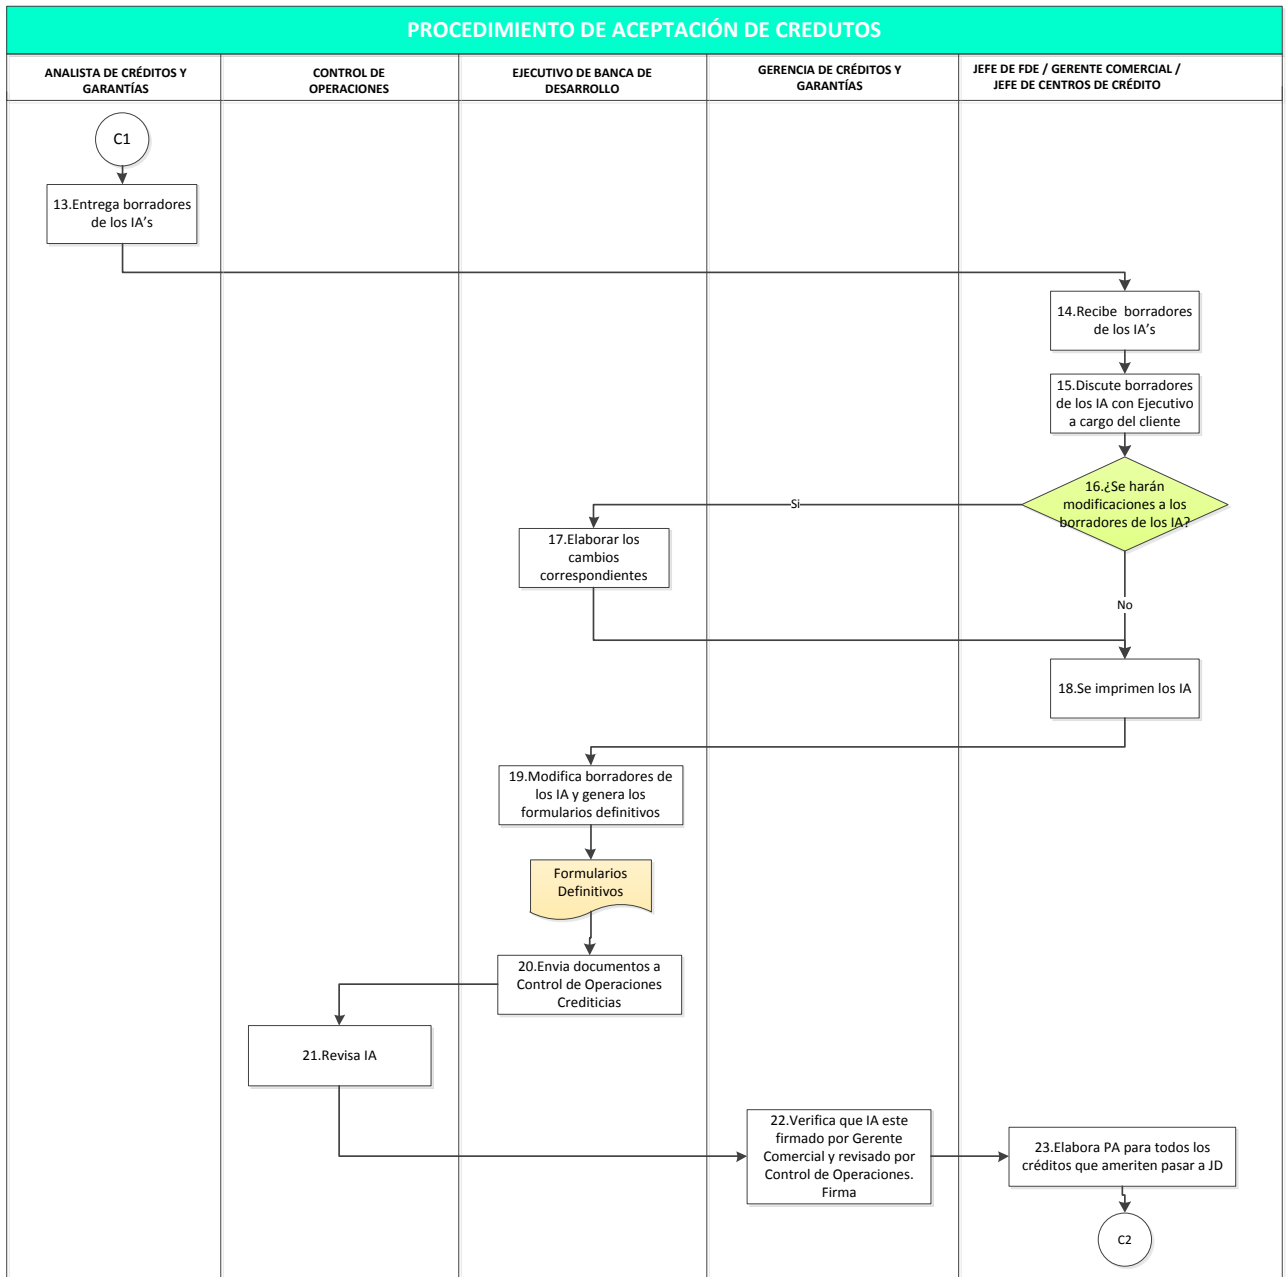 PROCEDIMIENTO DE ACEPTACIÓN DE CREDUTOS
ANALISTA DE CRÉDITOS Y
GARANTÍAS
CONTROL DE
OPERACIONES
EJECUTIVO DE BANCA DE
DESARROLLO
GERENCIA DE CRÉDITOS Y
GARANTÍAS
JEFE DE FDE / GERENTE COMERCIAL /
JEFE DE CENTROS DE CRÉDITO
C1
13.Entrega borradores
de los IA's
14.Recibe borradores
de los IA's
15.Discute borradores
de los IA con Ejecutivo
a cargo del cliente
16.¿Se harán
modificaciones a los
borradores de los IA?
Si
17.Elaborar los
cambios
correspondientes
No
18.Se imprimen los IA
19.Modifica borradores de
los IA y genera los
formularios definitivos
Formularios
Definitivos
20.Envia documentos a
Control de Operaciones
Crediticias
21.Revisa IA
22.Verifica que IA este
firmado por Gerente
Comercial y revisado por
Control de Operaciones.
Firma
23.Elabora PA para todos los
créditos que ameriten pasar a JD
C2